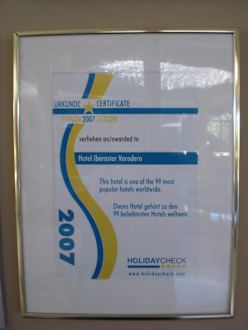 URKUNDE CERTIFICATE
SAISON 2007 SEASON
verliehen an/awarded to
Hotel Iberostar Varadero
This hotel is one of the 99 most
popular hotels worldwide.
Dieses Hotel gehört zu den
99 beliebtesten Hotels weltweit.
2007
HOLIDAYCHECK
www.holidaycheck.com